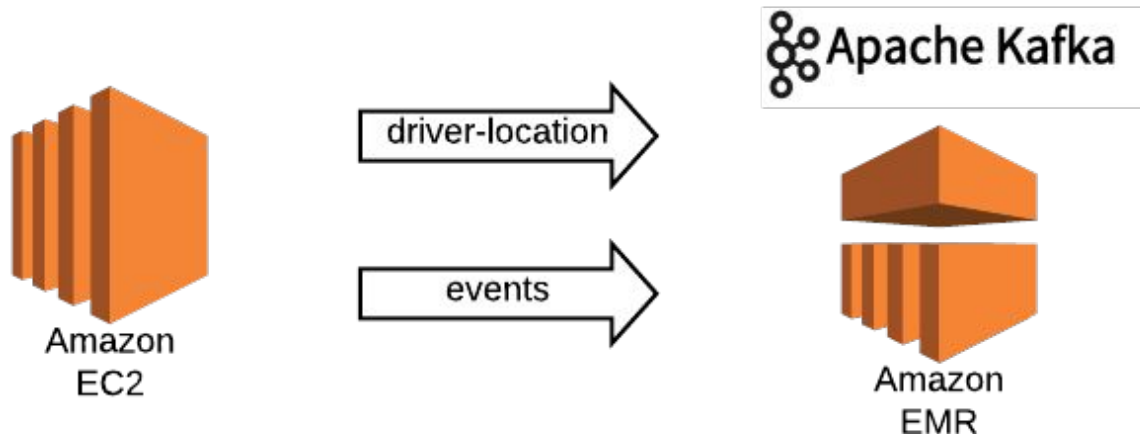 Apache Kafka
driver-location
events
Amazon
EC2
Amazon
EMR